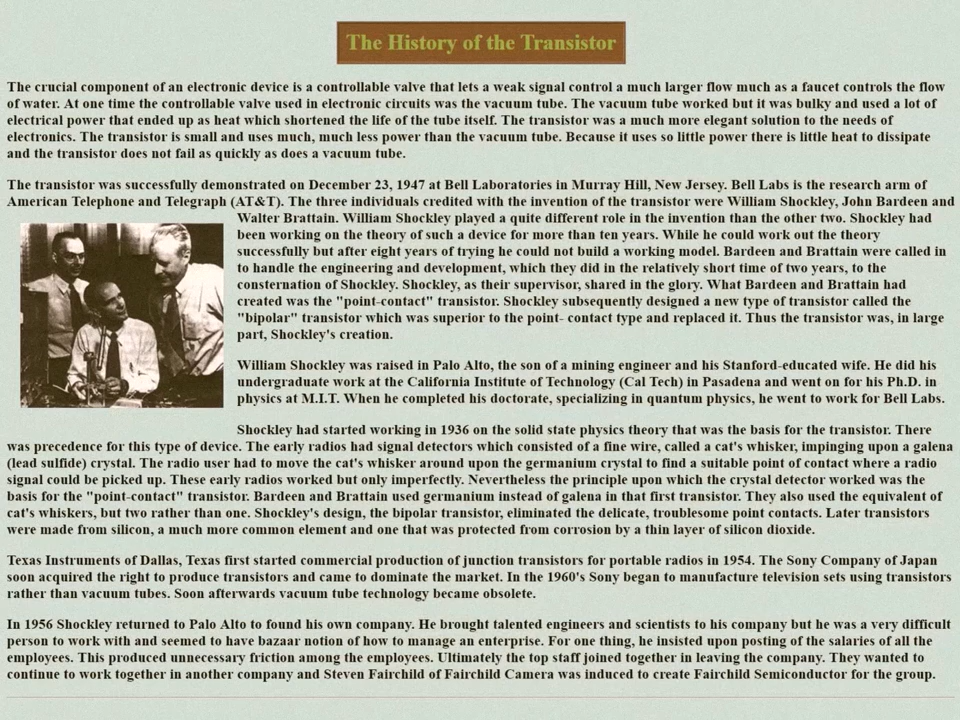 The History of the Transistor
The crucial component of an electronic device is a controllable valve that lets a weak signal control a much larger flow much as a faucet controls the flow
of water. At one time the controllable valve used in electronic circuits was the vacuum tube. The vacuum tube worked but it was bulky and used a lot of
electrical power that ended up as heat which shortened the life of the tube itself. The transistor was a much more elegant solution to the needs of
electronics. The transistor is small and uses much, much less power than the vacuum tube. Because it uses so little power there is little heat to dissipate
and the transistor does not fail as quickly as does a vacuum tube.
The transistor was successfully demonstrated on December 23, 1947 at Bell Laboratories in Murray Hill, New Jersey. Bell Labs is the research arm of
American Telephone and Telegraph (AT&T). The three individuals credited with the invention of the transistor were William Shockley, John Bardeen and
Walter Brattain. William Shockley played a quite different role in the invention than the other two. Shockley had
been working on the theory of such a device for more than ten years. While he could work out the theory
successfully but after eight years of trying he could not build a working model. Bardeen and Brattain were called in
to handle the engineering and development, which they did in the relatively short time of two years, to the
consternation of Shockley. Shockley, as their supervisor, shared in the glory. What Bardeen and Brattain had
created was the "point-contact" transistor. Shockley subsequently designed a new type of transistor called the
"bipolar" transistor which was superior to the point- contact type and replaced it. Thus the transistor was, in large
part, Shockley's creation.
William Shockley was raised in Palo Alto, the son of a mining engineer and his Stanford-educated wife. He did his
undergraduate work at the California Institute of Technology (Cal Tech) in Pasadena and went on for his Ph.D. in
physics at M.I.T. When he completed his doctorate, specializing in quantum physics, he went to work for Bell Labs.
Shockley had started working in 1936 on the solid state physics theory that was the basis for the transistor. There
was precedence for this type of device. The early radios had signal detectors which consisted of a fine wire, called a cat's whisker, impinging upon a galena
(lead sulfide) crystal. The radio user had to move the cat's whisker around upon the germanium crystal to find a suitable point of contact where a radio
signal could be picked up. These early radios worked but only imperfectly. Nevertheless the principle upon which the crystal detector worked was the
basis for the "point-contact" transistor. Bardeen and Brattain used germanium instead of galena in that first transistor. They also used the equivalent of
cat's whiskers, but two rather than one. Shockley's design, the bipolar transistor, eliminated the delicate, troublesome point contacts. Later transistors
were made from silicon, a much more common element and one that was protected from corrosion by a thin layer of silicon dioxide.
Texas Instruments of Dallas, Texas first started commercial production of junction transistors for portable radios in 1954. The Sony Company of Japan
soon acquired the right to produce transistors and came to dominate the market. In the 1960's Sony began to manufacture television sets using transistors
rather than vacuum tubes. Soon afterwards vacuum tube technology became obsolete.
In 1956 Shockley returned to Palo Alto to found his own company. He brought talented engineers and scientists to his company but he was a very difficult
person to work with and seemed to have bazaar notion of how to manage an enterprise. For one thing, he insisted upon posting of the salaries of all the
employees. This produced unnecessary friction among the employees. Ultimately the top staff joined together in leaving the company. They wanted to
continue to work together in another company and Steven Fairchild of Fairchild Camera was induced to create Fairchild Semiconductor for the group.